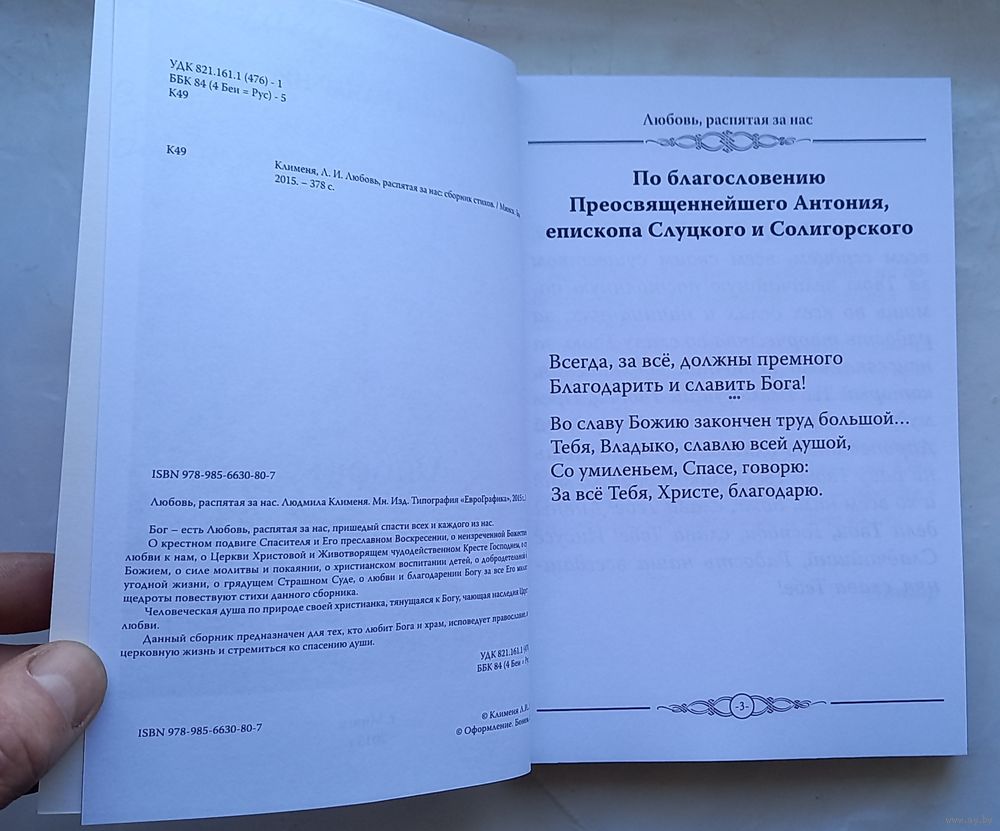 УДК 821.161.1 (476) - 1
ББК 84 (4 Беи = Рус) - 5
К49
К49
Клименя, Л. И. Любовь, распятая за нас: сборник стихов. / Минск:
2015. – 378 с.
ISBN 978-985-6630-80-7
Любовь, распятая за нас. Людмила Клименя. Мн. Изд. Типография «ЕвроГрафика», 2015 г.
Бог – есть Любовь, распятая за нас, пришедый спасти всех и каждого из нас.
О крестном подвиге Спасителя и Его преславном Воскресении, о неизреченной
любви к нам, о Церкви Христовой и Животворящем чудодейственном Кресте Господнем,
Божием, о силе молитвы и покаянии, о христианском воспитании детей, о добродетельной
угодной жизни, о грядущем Страшном Суде, о любви и благодарении Богу за все Его
щедроты повествуют стихи данного сборника.
Человеческая душа по природе своей христианка, тянущаяся к Богу, чающая наследия
любви.
Данный сборник предназначен для тех, кто любит Бога и храм, исповедует православие,
церковную жизнь и стремиться ко спасению души.
УДК 821.161.1 (476
ББК 84 (4 Беи = Рус
ISBN 978-985-6630-80-7
© Клименя Л.И.,
© Оформление.
Любовь, распятая за нас
По благословению
Преосвященнейшего Антония,
епископа Слуцкого и Солигорского
Всегда, за всё, должны премного
Благодарить и славить Бога!
***
Во славу Божию закончен труд большой...
Тебя, Владыко, славлю всей душой,
Со умиленьем, Спасе, говорю:
За всё Тебя, Христе, благодарю.
-3-
www.ay.by